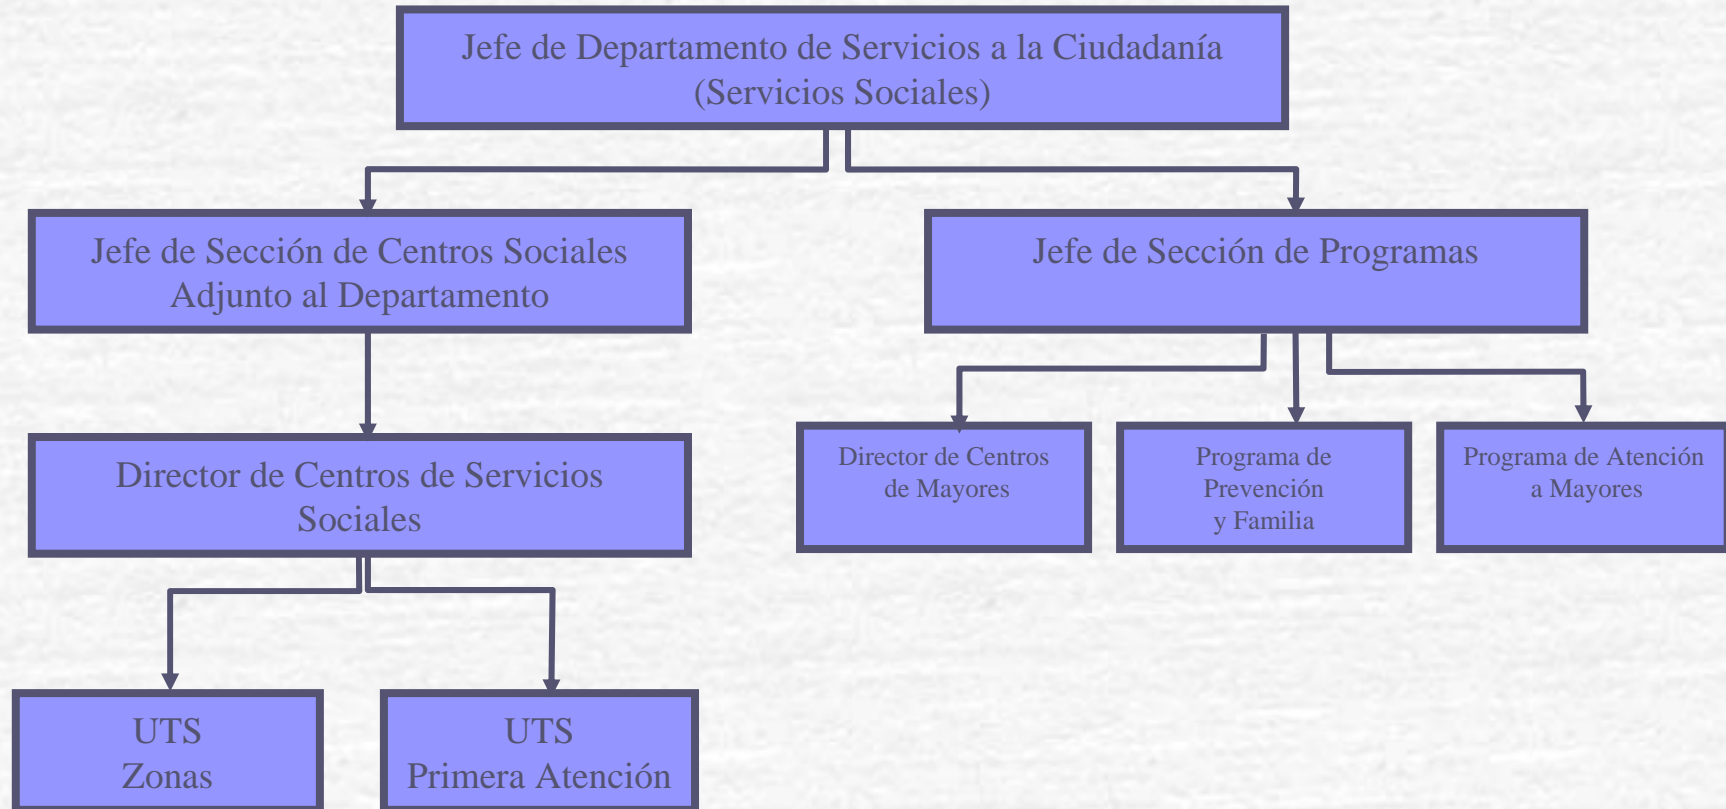 Jefe de Departamento de Servicios a la Ciudadanía
(Servicios Sociales)
Jefe de Sección de Centros Sociales
Adjunto al Departamento
Jefe de Sección de Programas
Director de Centros de Servicios
Sociales
Director de Centros
de Mayores
Programa de
Prevención
y Familia
Programa de Atención
a Mayores
UTS
Zonas
UTS
Primera Atención